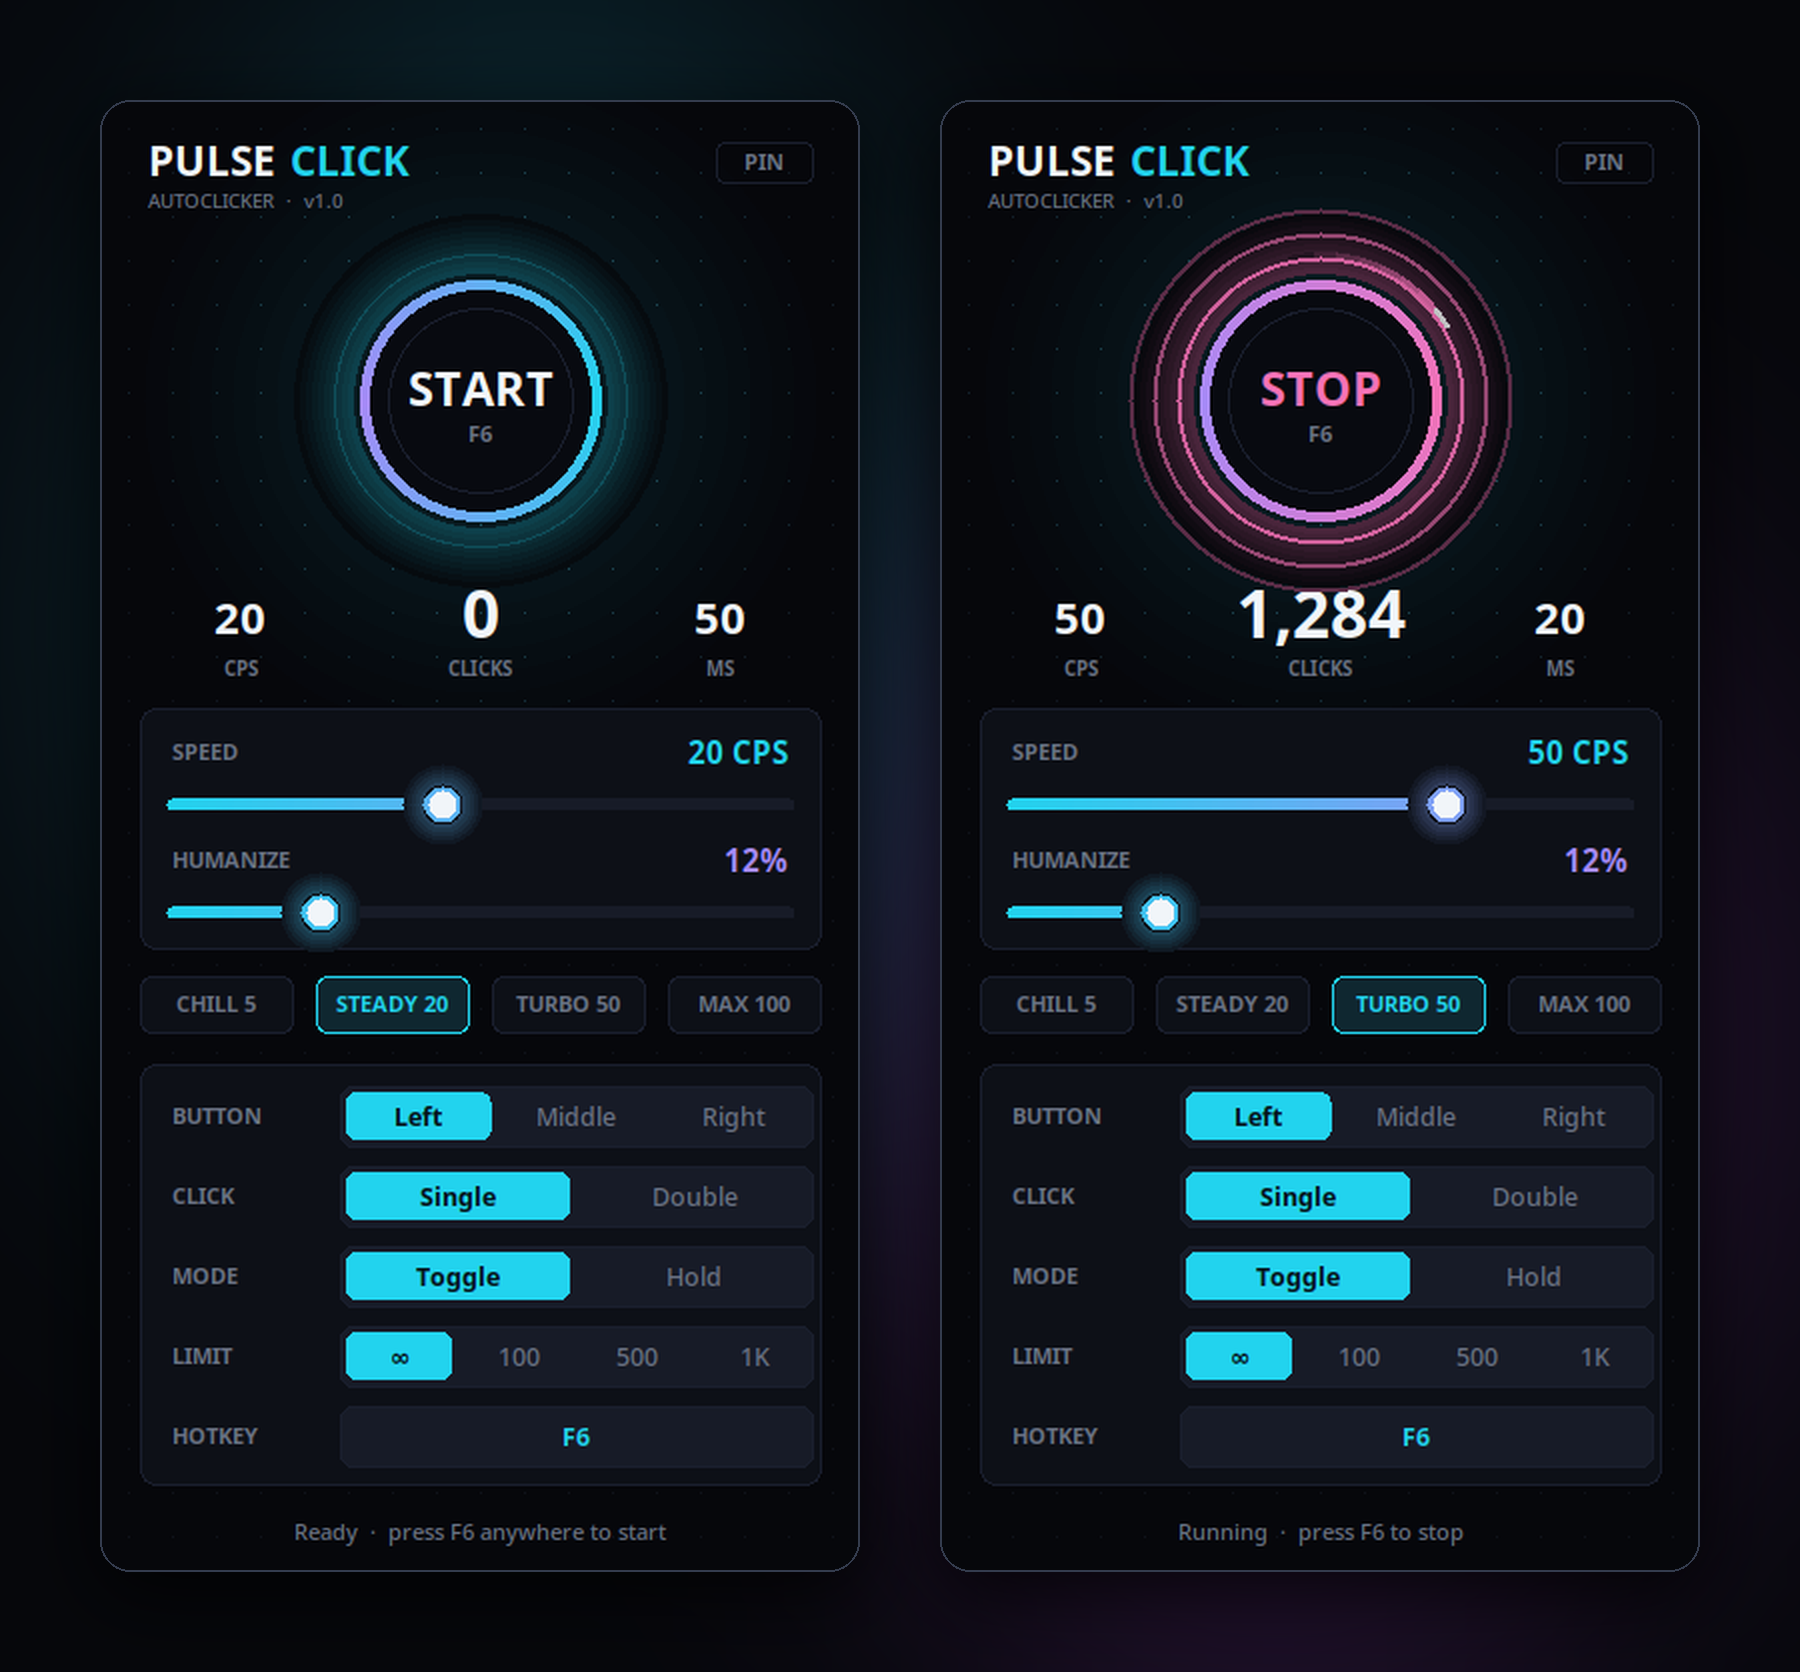 PULSE CLICK
PIN
AUTOCLICKER · v1.0
START
F6
20
0
50
CPS
CLICKS
MS
SPEED
20 CPS
HUMANIZE
12%
CHILL 5
STEADY 20
TURBO 50
MAX 100
BUTTON
Left
Middle
Right
CLICK
Single
Double
MODE
Toggle
Hold
LIMIT
∞
100
500
1K
HOTKEY
F6
Ready · press F6 anywhere to start
PULSE CLICK
PIN
AUTOCLICKER · v1.0
STOP
F6
50
1,284
20
CPS
CLICKS
MS
SPEED
50 CPS
HUMANIZE
12%
CHILL 5
STEADY 20
TURBO 50
MAX 100
BUTTON
Left
Middle
Right
CLICK
Single
Double
MODE
Toggle
Hold
LIMIT
∞
100
500
1K
HOTKEY
F6
Running · press F6 to stop